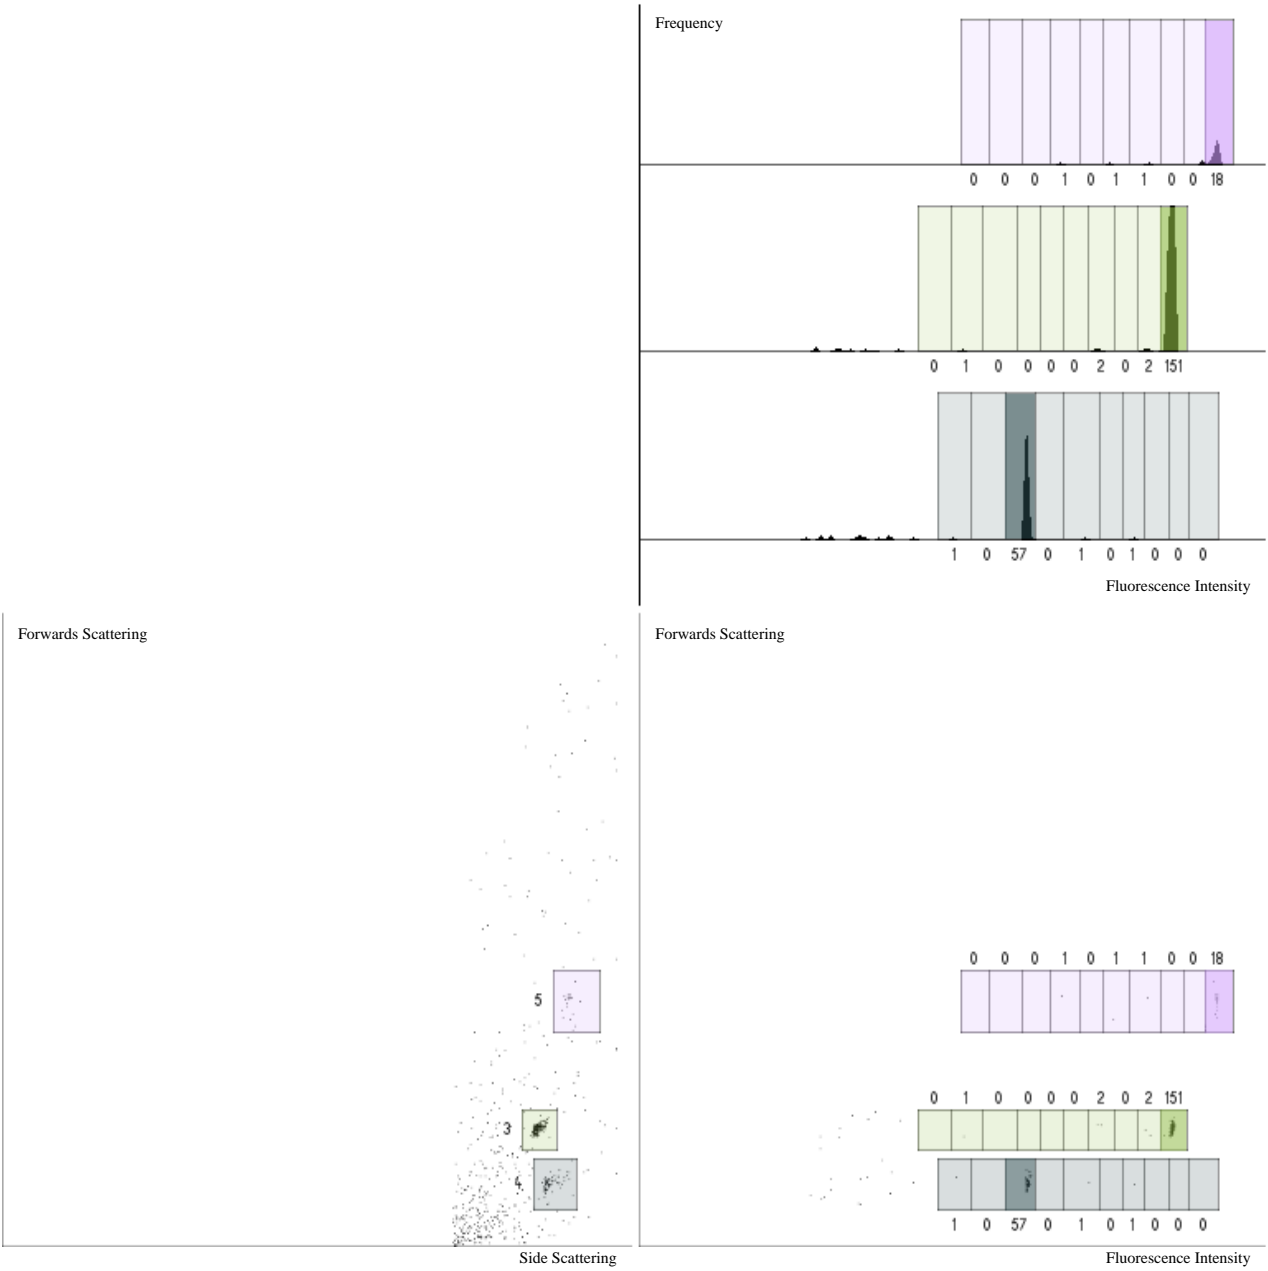 Frequency
0 0 0 1 0 1 1 0 0 18
0 1 0 0 0 0 2 0 2 151
1 0 57 0 1 0 1 0 0 0
Fluorescence Intensity
Forwards Scattering
5
3
4
Side Scattering
Forwards Scattering
0 0 0 1 0 1 1 0 0 18
0 1 0 0 0 0 2 0 2 151
1 0 57 0 1 0 1 0 0 0
Fluorescence Intensity